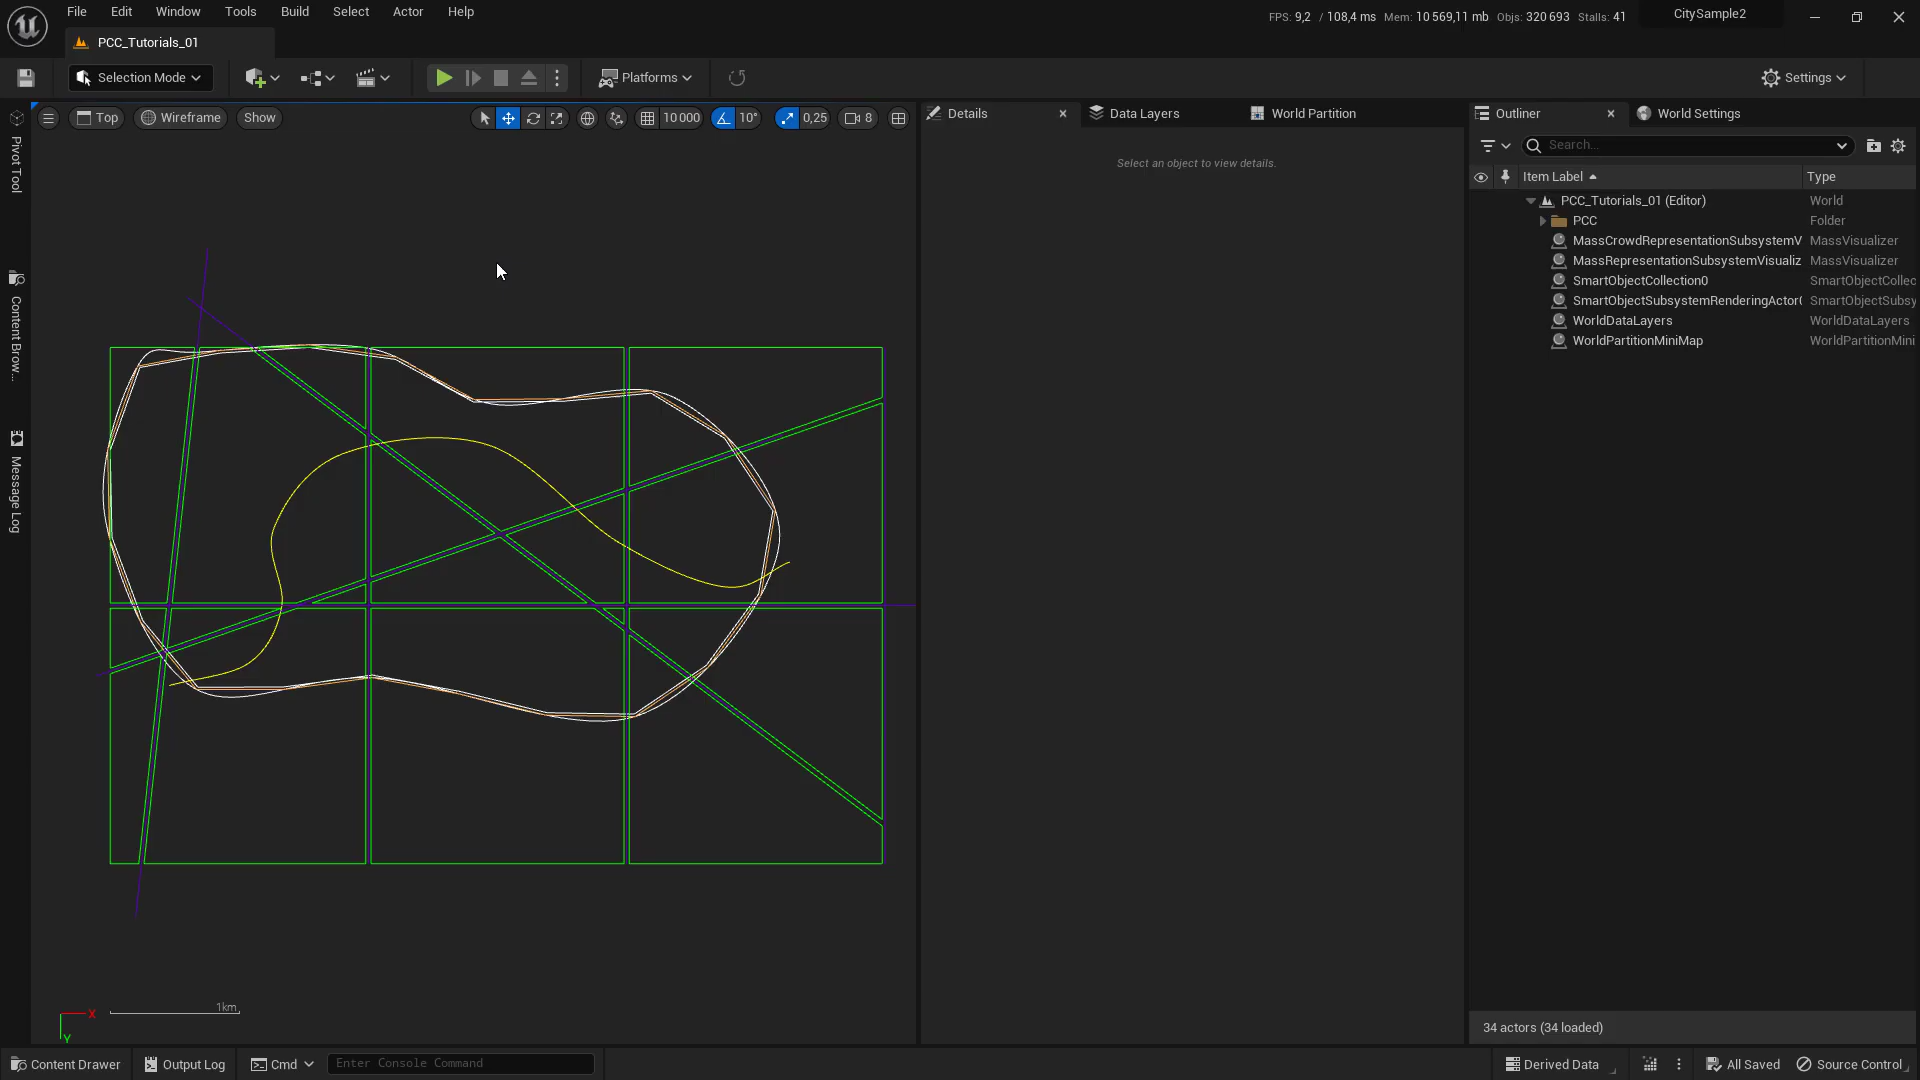 File Edit Window Tools Build Select Actor Help
FPS: 9,2 / 108,4 ms Mem: 10 569,11 mb Objs: 320 693 Stalls: 41
CitySample2
PCC_Tutorials_01
Selection Mode
Platforms
Settings
Top
Wireframe
Show
10 000
10°
0,25
8
Details
Data Layers
World Partition
Outliner
World Settings
Select an object to view details.
Search...
Item Label
Type
PCC_Tutorials_01 (Editor) World
PCC Folder
MassCrowdRepresentationSubsystemV MassVisualizer
MassRepresentationSubsystemVisualiz MassVisualizer
SmartObjectCollection0 SmartObjectCollec
SmartObjectSubsystemRenderingActor( SmartObjectSubsy
WorldDataLayers WorldDataLayers
WorldPartitionMiniMap WorldPartitionMini
Pivot Tool
Content Brow...
Message Log
1km
X
Y
34 actors (34 loaded)
Content Drawer
Output Log
Cmd
Enter Console Command
Derived Data
All Saved
Source Control